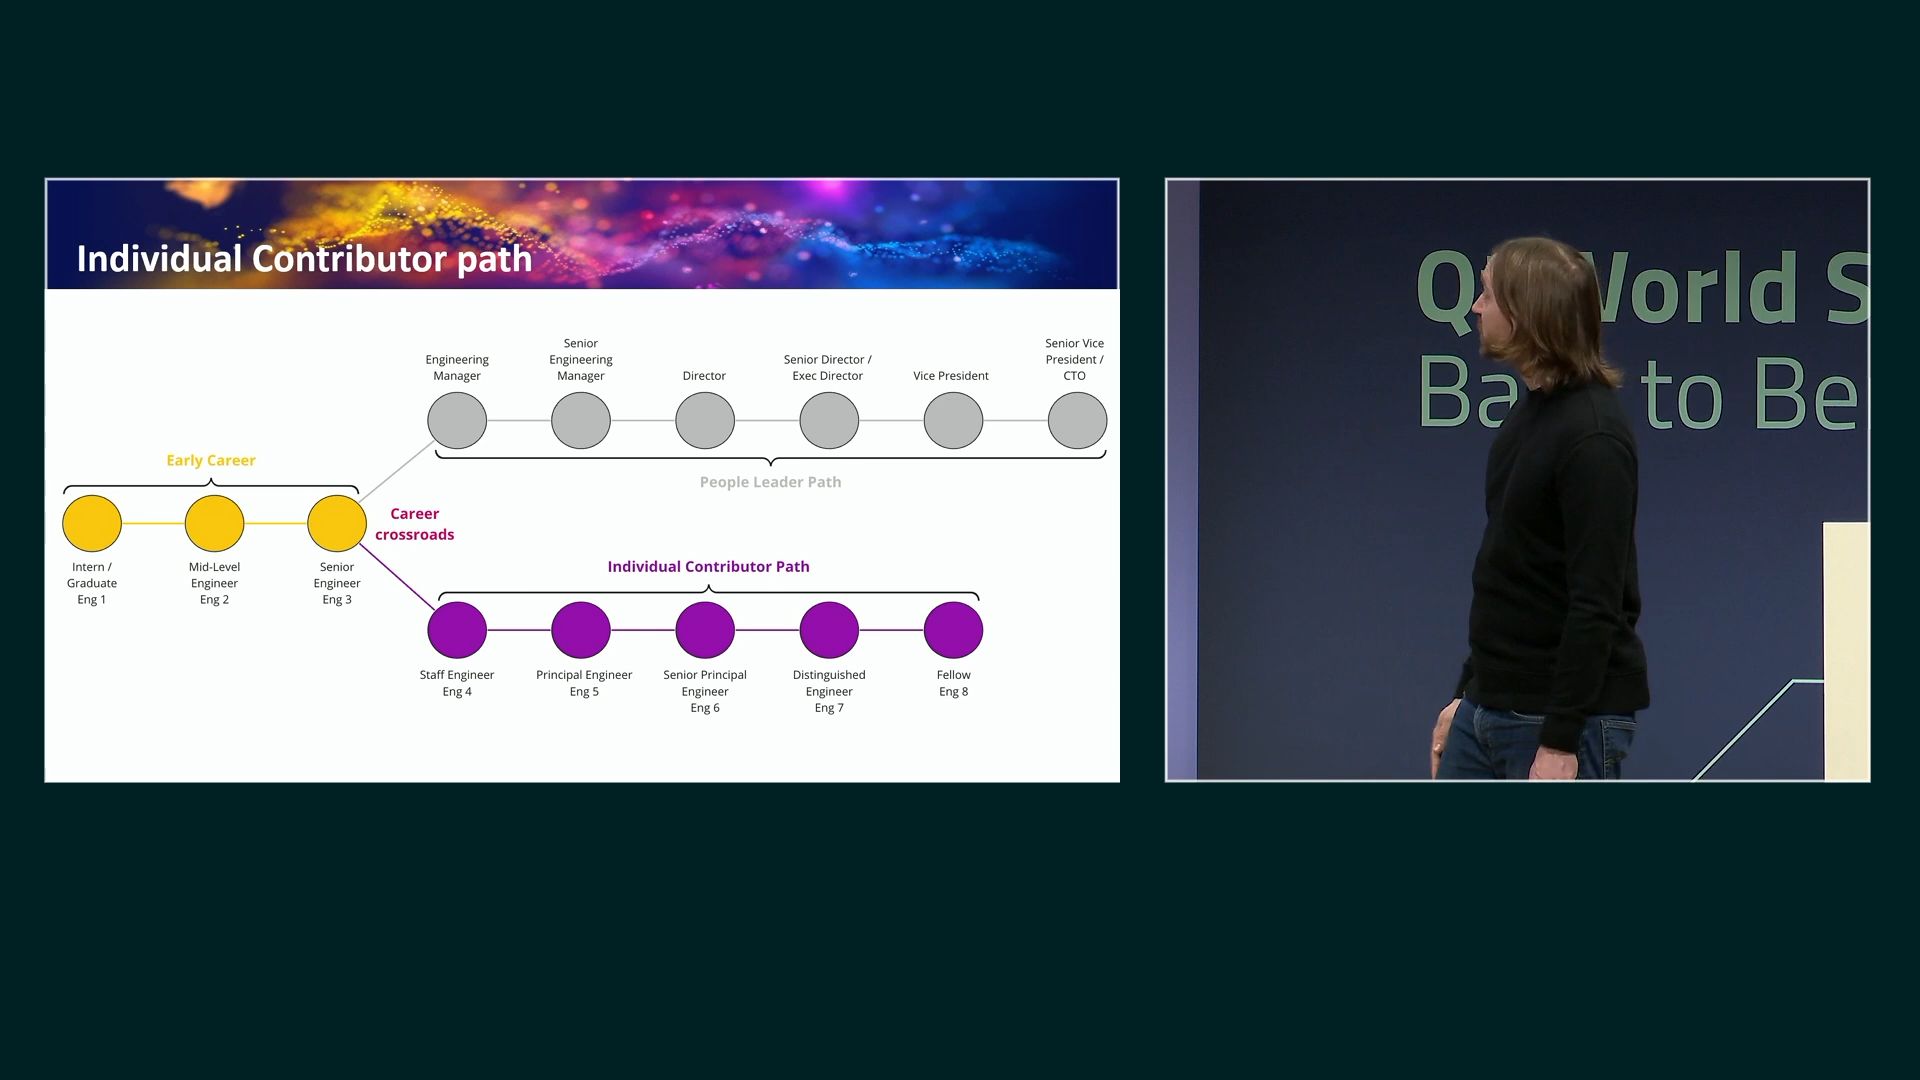 Individual Contributor path
Engineering
Manager
Senior
Engineering
Manager
Director
Senior Director /
Exec Director
Vice President
Senior Vice
President /
CTO
People Leader Path
Early Career
Career
crossroads
Intern /
Graduate
Eng 1
Mid-Level
Engineer
Eng 2
Senior
Engineer
Eng 3
Individual Contributor Path
Staff Engineer
Eng 4
Principal Engineer
Eng 5
Senior Principal
Engineer
Eng 6
Distinguished
Engineer
Eng 7
Fellow
Eng 8
World S
to Be